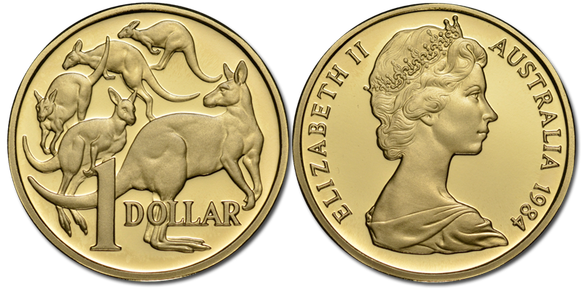 1 DOLLAR
ELIZABETH II
AUSTRALIA 1984